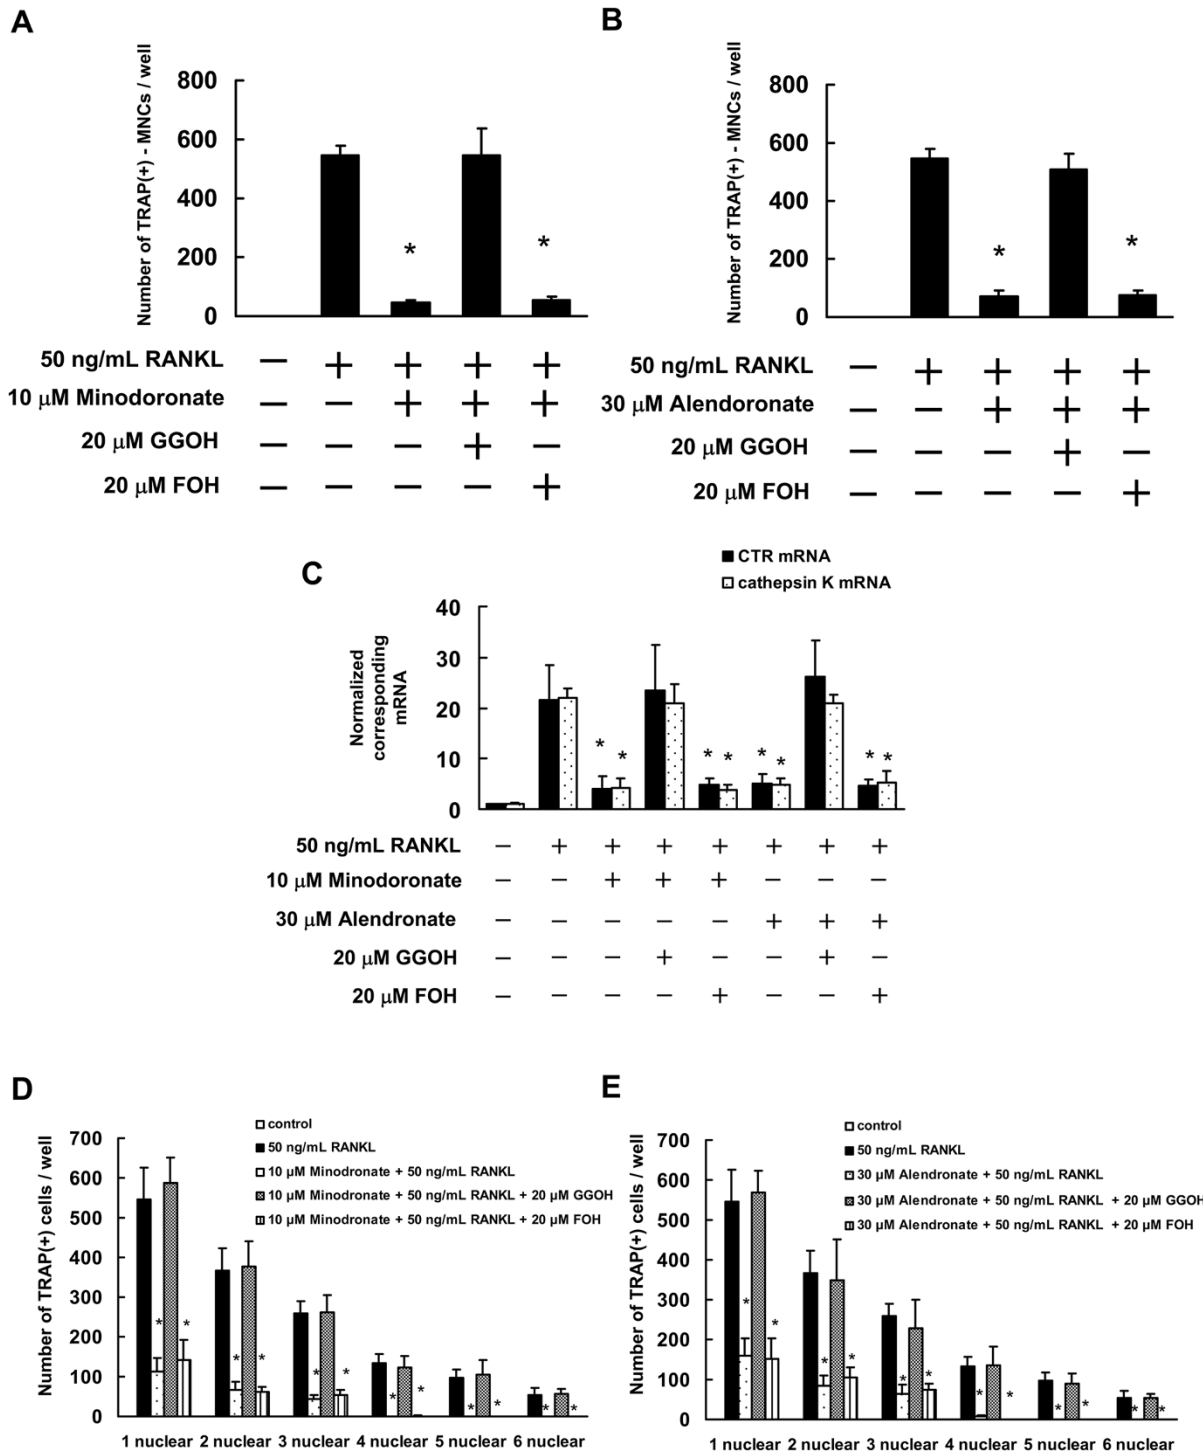 A
Number of TRAP(+) - MNCs / well
800
600
400
200
0
*
*
50 ng/mL RANKL — + + + +
10 μM Minodoronate — — + + +
20 μM GGOH — — — + —
20 μM FOH — — — — +
B
Number of TRAP(+) - MNCs / well
800
600
400
200
0
*
*
50 ng/mL RANKL — + + + +
30 μM Alendoronate — — + + +
20 μM GGOH — — — + —
20 μM FOH — — — — +
C
CTR mRNA
cathepsin K mRNA
Normalized
corresponding
mRNA
40
30
20
10
0
* * * * * * * *
50 ng/mL RANKL — + + + + + + +
10 μM Minodoronate — — + + + — — —
30 μM Alendronate — — — — — + + +
20 μM GGOH — — — + — — + —
20 μM FOH — — — — + — — +
D
Number of TRAP(+) cells / well
700
600
500
400
300
200
100
0
control
50 ng/mL RANKL
10 μM Minodronate + 50 ng/mL RANKL
10 μM Minodronate + 50 ng/mL RANKL + 20 μM GGOH
10 μM Minodronate + 50 ng/mL RANKL + 20 μM FOH
* * * * * * * * * * * *
1 nuclear 2 nuclear 3 nuclear 4 nuclear 5 nuclear 6 nuclear
E
Number of TRAP(+) cells / well
700
600
500
400
300
200
100
0
control
50 ng/mL RANKL
30 μM Alendronate + 50 ng/mL RANKL
30 μM Alendronate + 50 ng/mL RANKL + 20 μM GGOH
30 μM Alendronate + 50 ng/mL RANKL + 20 μM FOH
* * * * * * * * * * * *
1 nuclear 2 nuclear 3 nuclear 4 nuclear 5 nuclear 6 nuclear